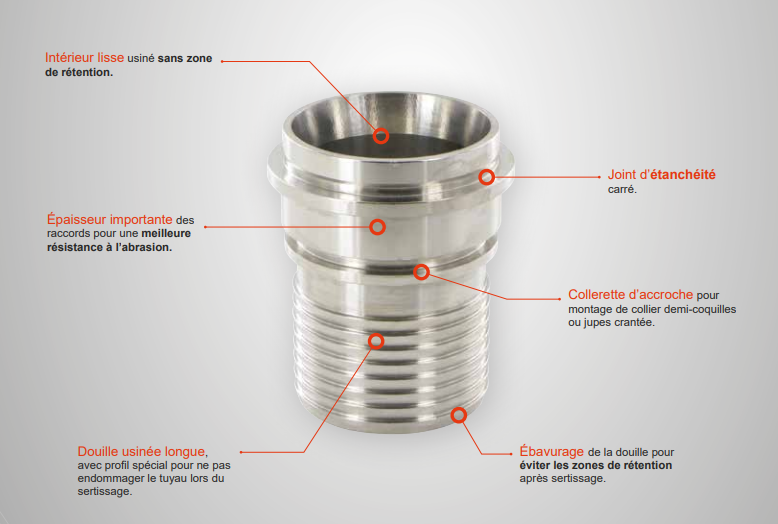 Intérieur lisse usiné sans zone
de rétention.
Joint d'étanchéité
carré.
Épaisseur importante des
raccords pour une meilleure
résistance à l'abrasion.
Collerette d'accroche pour
montage de collier demi-coquilles
ou jupes crantée.
Douille usinée longue,
avec profil spécial pour ne pas
endommager le tuyau lors du
sertissage.
Ébavurage de la douille pour
éviter les zones de rétention
après sertissage.